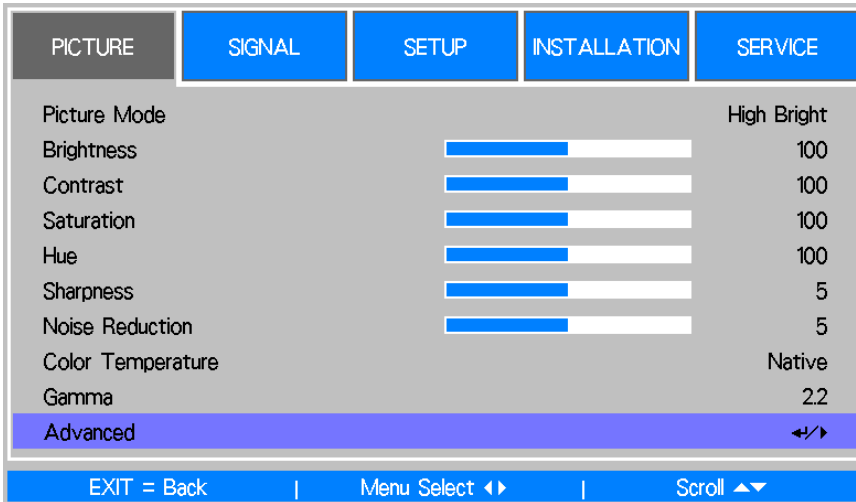 PICTURE SIGNAL SETUP INSTALLATION SERVICE
Picture Mode High Bright
Brightness 100
Contrast 100
Saturation 100
Hue 100
Sharpness 5
Noise Reduction 5
Color Temperature Native
Gamma 2.2
Advanced ↵/▶
EXIT = Back | Menu Select ◀▶ | Scroll ▲▼